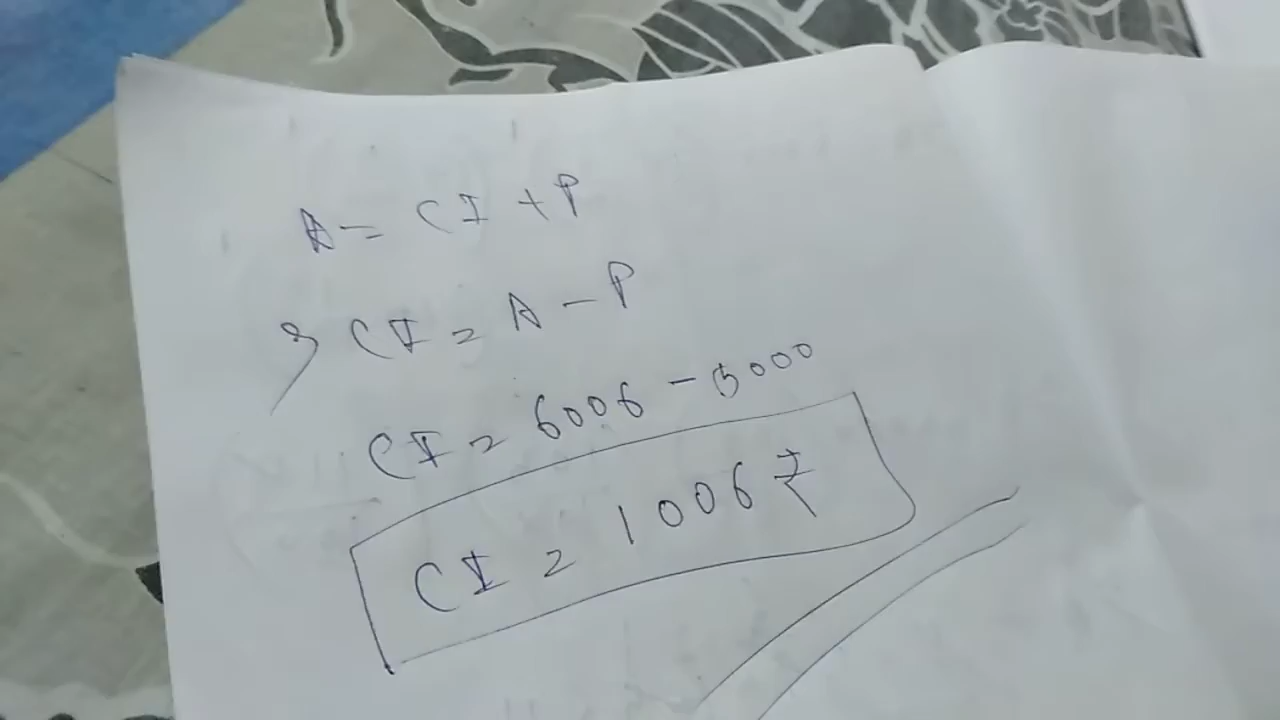 A = CI + P
CI = A - P
CI = 6006 - 5000
CI = 1006 ₹